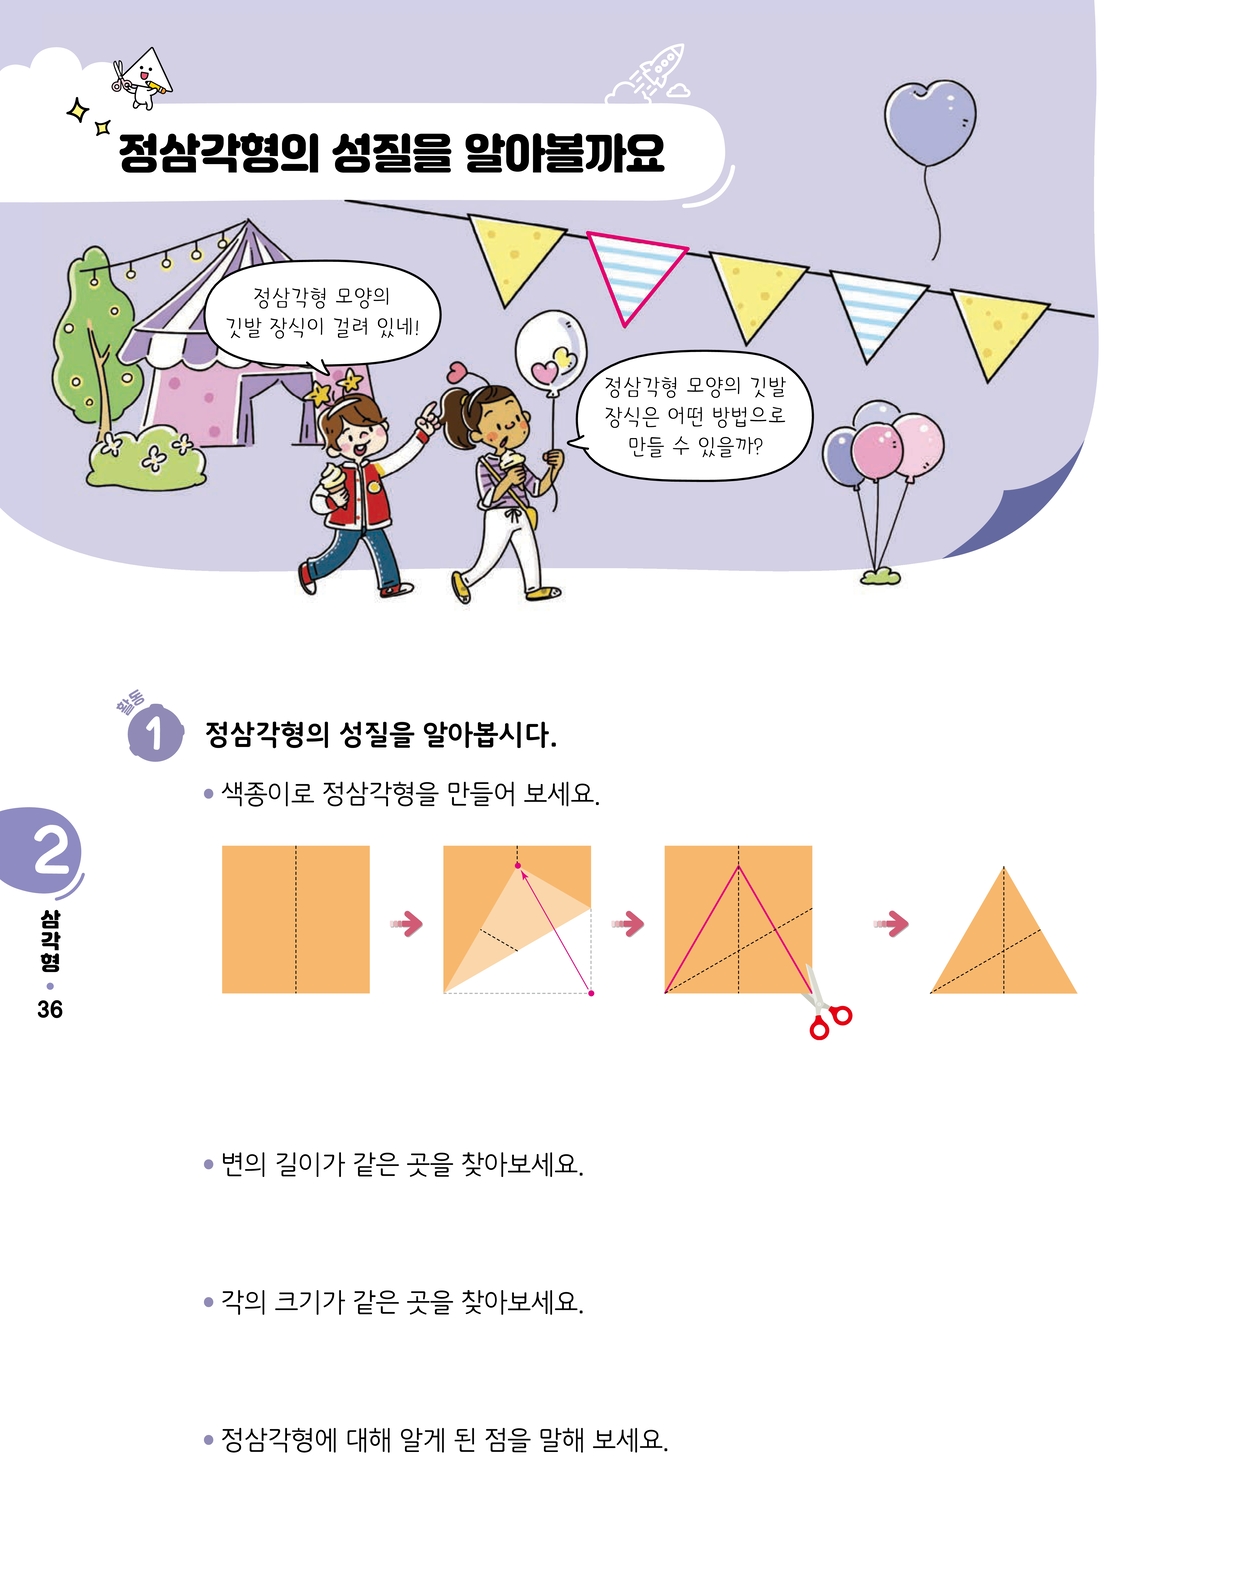 정삼각형의 성질을 알아볼까요
정삼각형 모양의
깃발 장식이 걸려 있네!
정삼각형 모양의 깃발
장식은 어떤 방법으로
만들 수 있을까?
활동
1
정삼각형의 성질을 알아봅시다.
• 색종이로 정삼각형을 만들어 보세요.
• 변의 길이가 같은 곳을 찾아보세요.
• 각의 크기가 같은 곳을 찾아보세요.
• 정삼각형에 대해 알게 된 점을 말해 보세요.
2
삼각형
•
36